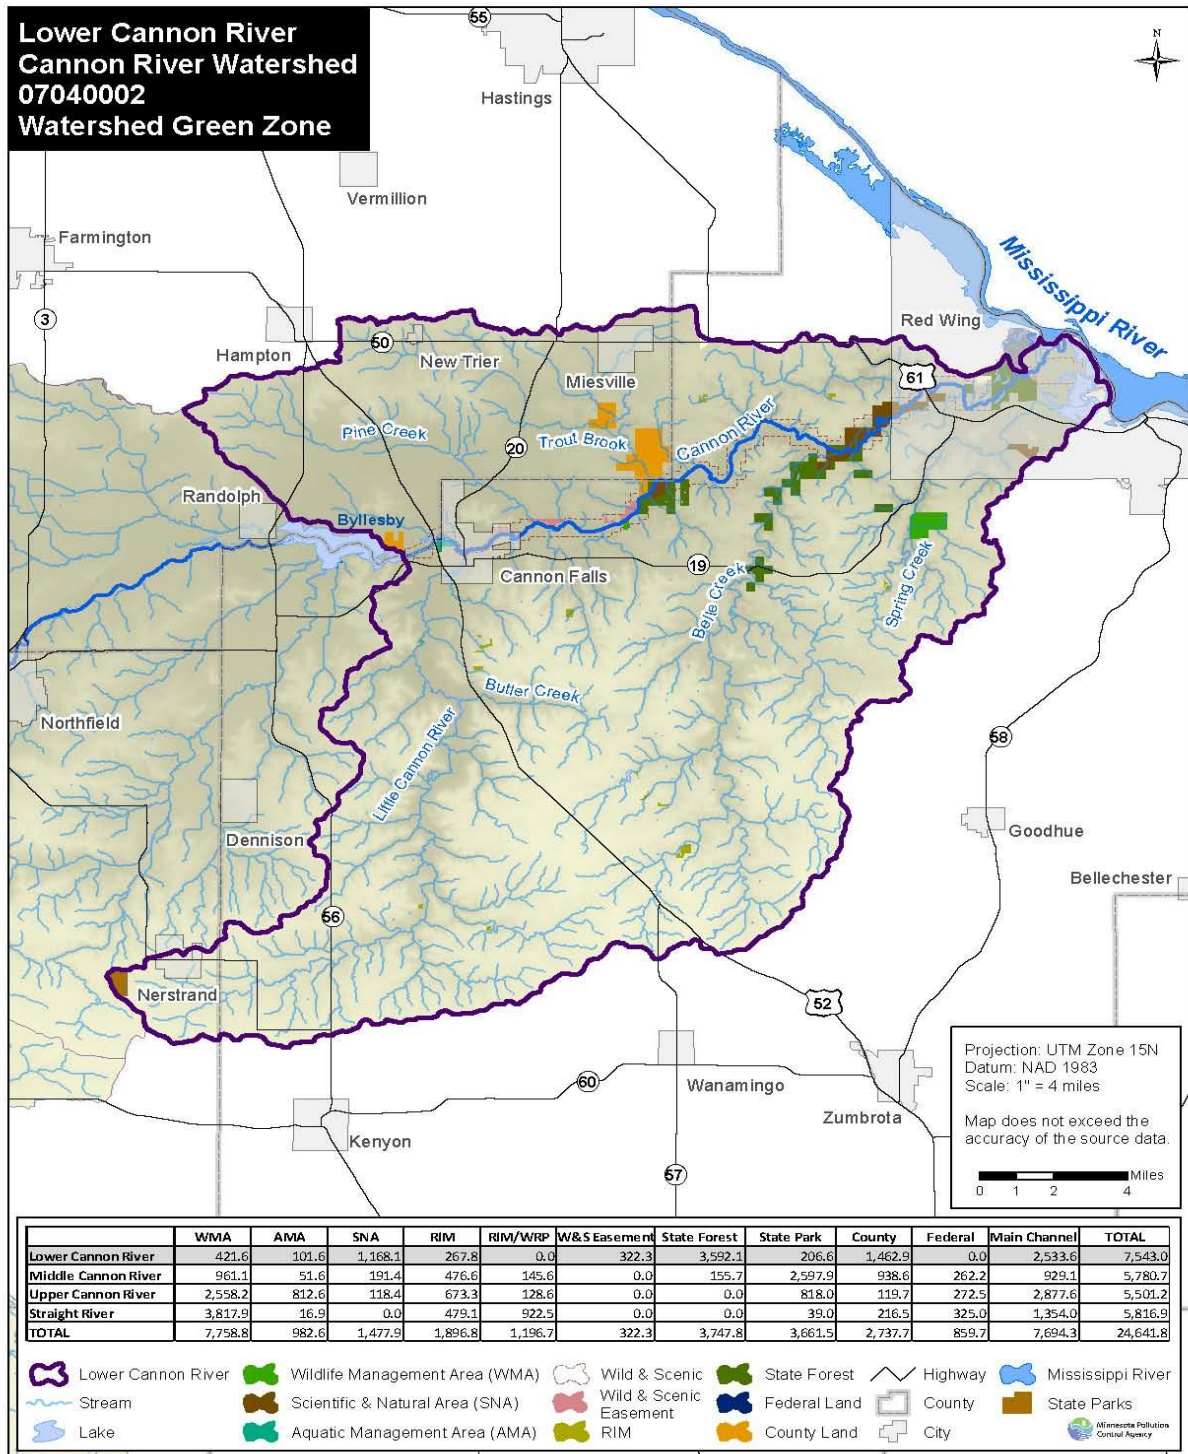 Lower Cannon River
Cannon River Watershed
07040002
Watershed Green Zone
N
55
Hastings
Vermillion
Farmington
3
Mississippi River
Red Wing
Hampton
50
New Trier
Miesville
61
Pine Creek
20
Trout Brook
Cannon River
Randolph
Byllesby
Cannon Falls
19
Belle Creek
Spring Creek
Butler Creek
Northfield
Little Cannon River
58
Dennison
Goodhue
Bellechester
56
Nerstrand
52
Projection: UTM Zone 15N
Datum: NAD 1983
Scale: 1" = 4 miles
Map does not exceed the
accuracy of the source data.
Miles
0 1 2 4
60
Wanamingo
Zumbrota
Kenyon
57
WMA AMA SNA RIM RIM/WRP W&S Easement State Forest State Park County Federal Main Channel TOTAL
Lower Cannon River 421.6 101.6 1,168.1 267.8 0.0 322.3 3,592.1 206.6 1,462.9 0.0 2,533.6 7,543.0
Middle Cannon River 961.1 51.6 191.4 476.6 145.6 0.0 155.7 2,597.9 938.6 262.2 929.1 5,780.7
Upper Cannon River 2,558.2 812.6 118.4 673.3 128.6 0.0 0.0 818.0 119.7 272.5 2,877.6 5,501.2
Straight River 3,817.9 16.9 0.0 479.1 922.5 0.0 0.0 39.0 216.5 325.0 1,354.0 5,816.9
TOTAL 7,758.8 982.6 1,477.9 1,896.8 1,196.7 322.3 3,747.8 3,661.5 2,737.7 859.7 7,694.3 24,641.8
Lower Cannon River Wildlife Management Area (WMA) Wild & Scenic State Forest Highway Mississippi River
Stream Scientific & Natural Area (SNA) Wild & Scenic Easement Federal Land County State Parks
Lake Aquatic Management Area (AMA) RIM County Land City
Minnesota Pollution
Control Agency